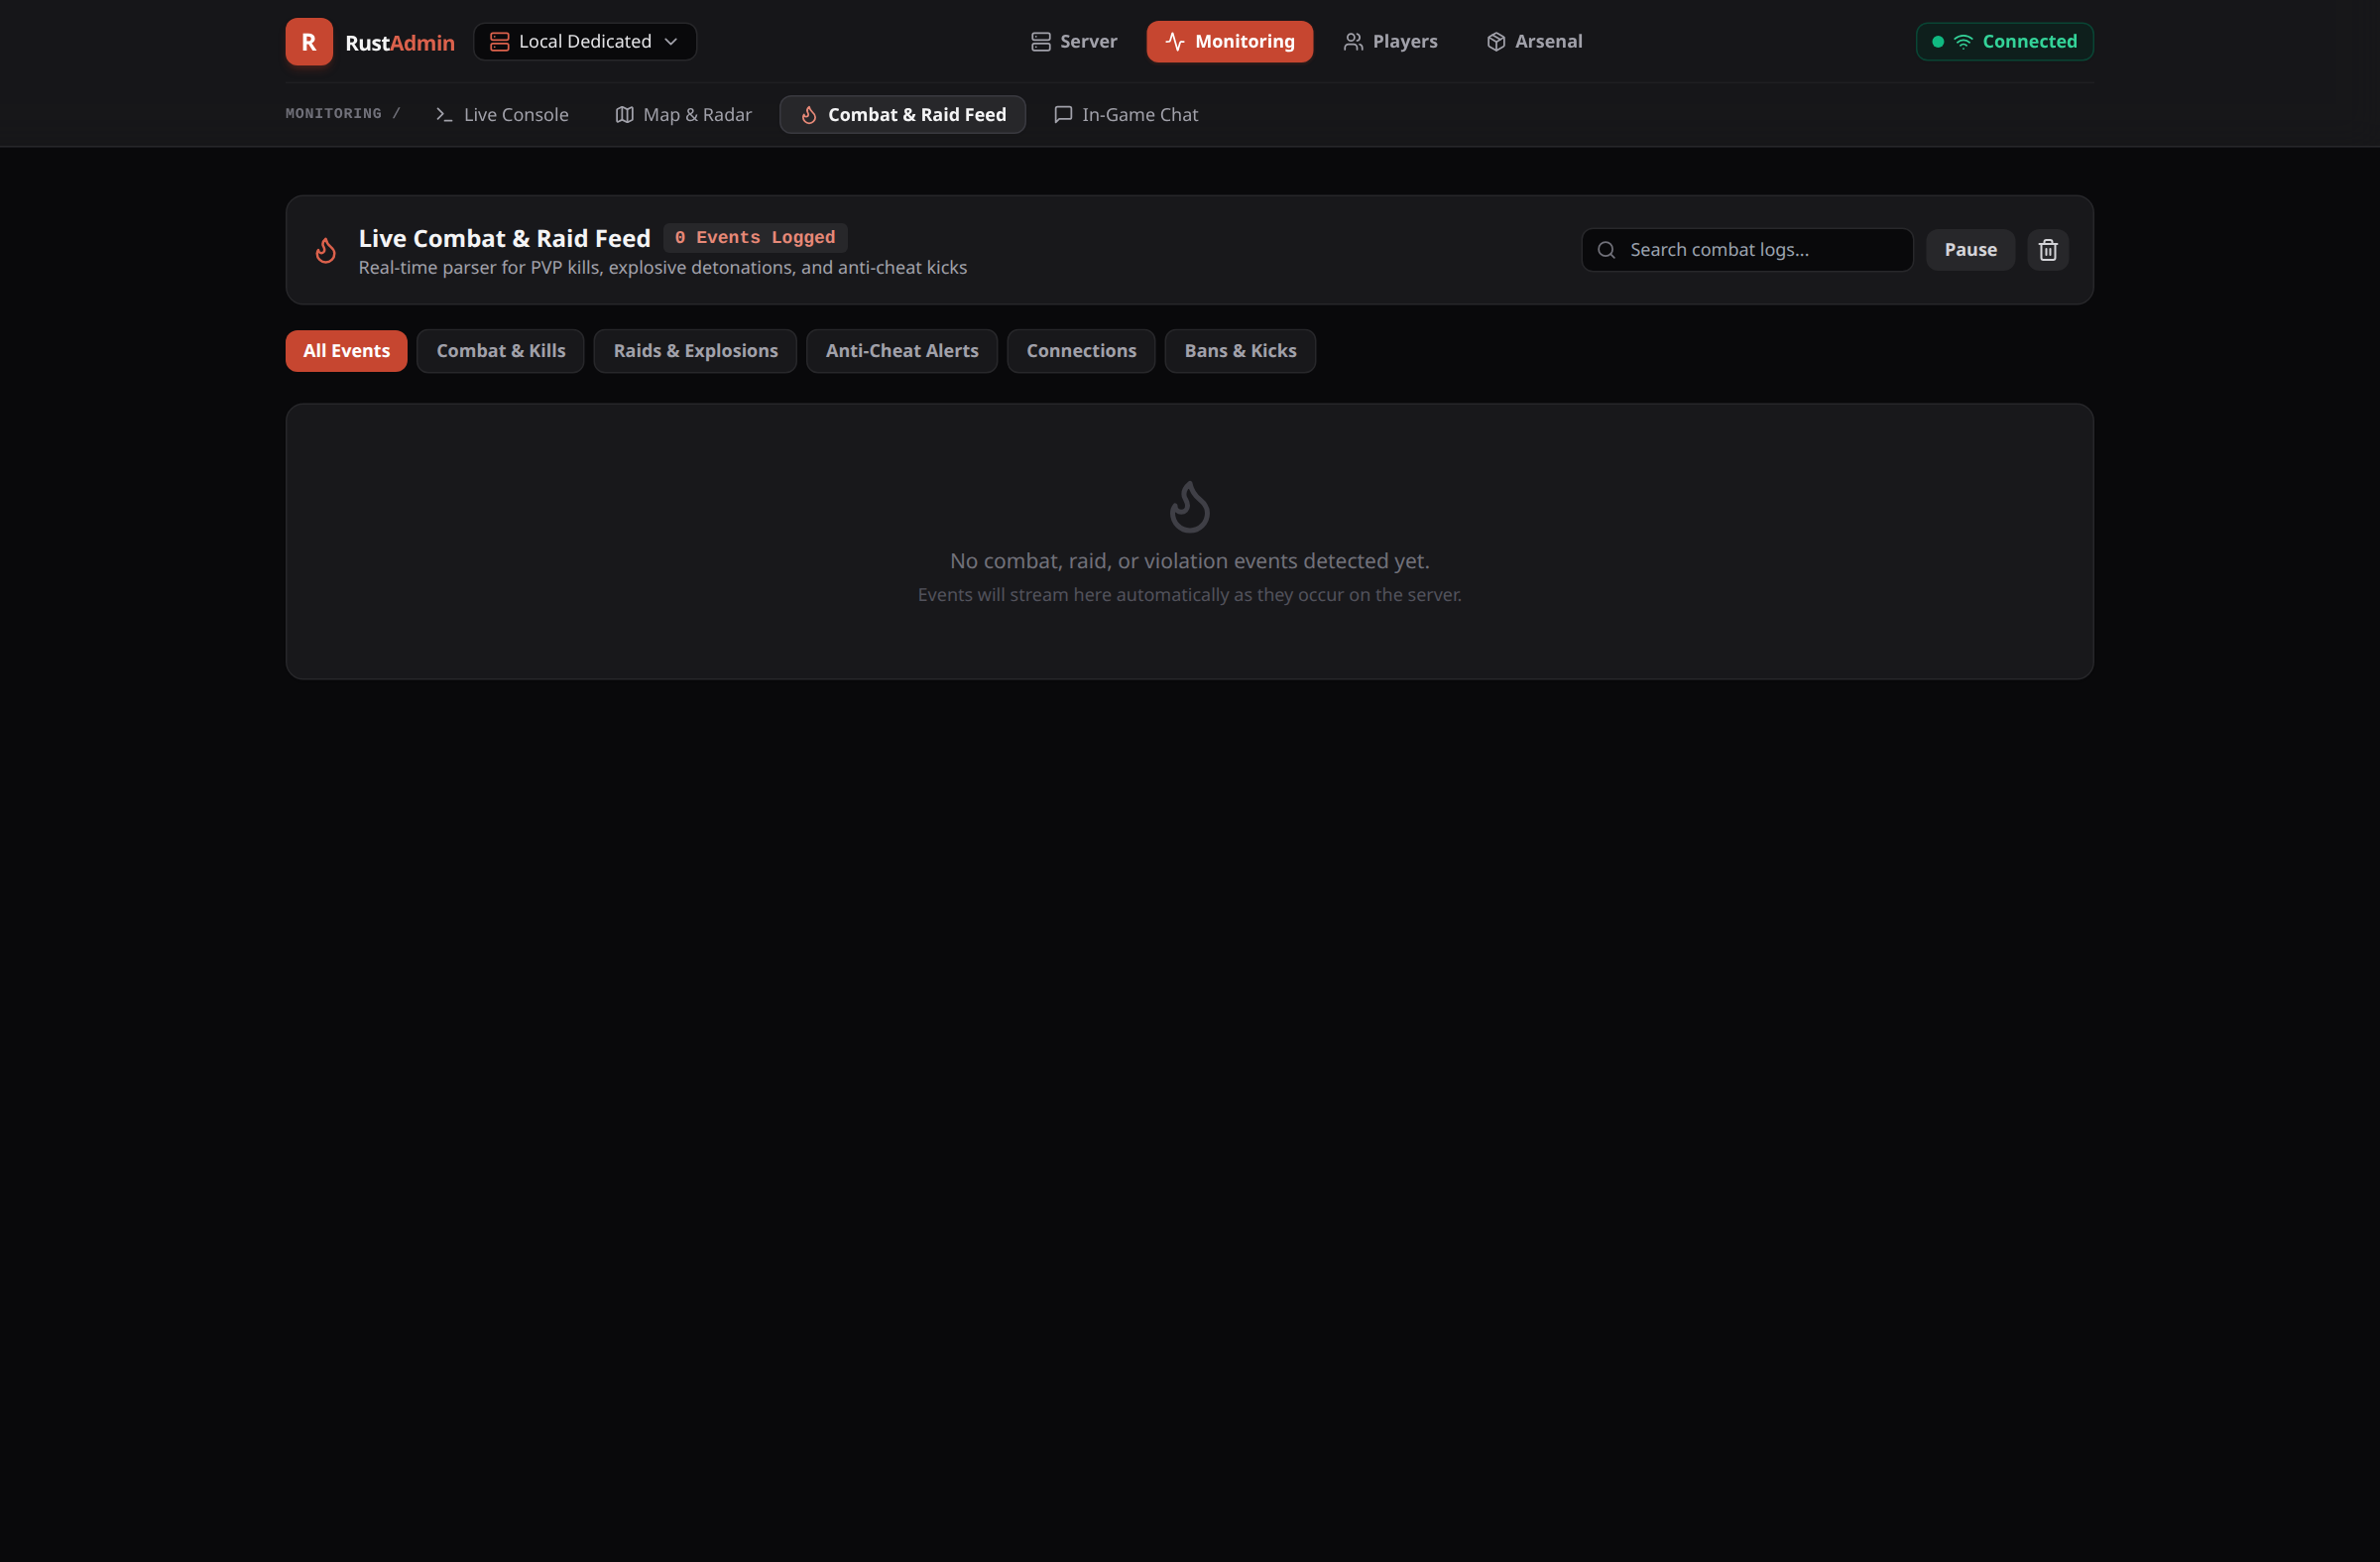 R RustAdmin Local Dedicated Server Monitoring Players Arsenal Connected
MONITORING / Live Console Map & Radar Combat & Raid Feed In-Game Chat
Live Combat & Raid Feed 0 Events Logged
Real-time parser for PVP kills, explosive detonations, and anti-cheat kicks
Search combat logs... Pause
All Events Combat & Kills Raids & Explosions Anti-Cheat Alerts Connections Bans & Kicks
No combat, raid, or violation events detected yet.
Events will stream here automatically as they occur on the server.